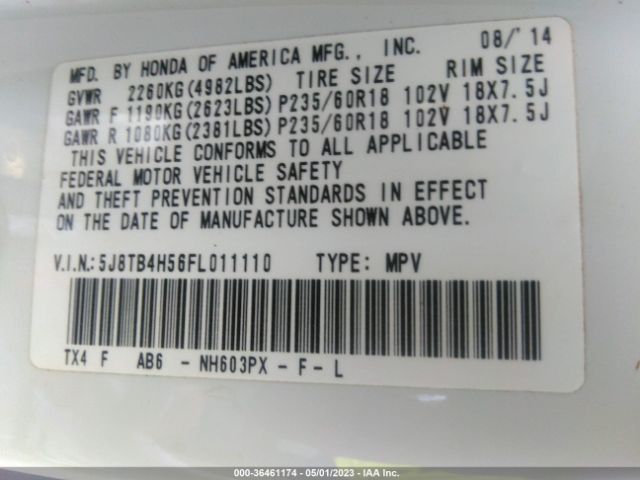 MFD. BY HONDA OF AMERICA MFG., INC. 08/'14
GVWR 2260KG(4982LBS) TIRE SIZE RIM SIZE
GAWR F 1190KG(2623LBS) P235/60R18 102V 18X7.5J
GAWR R 1080KG(2381LBS) P235/60R18 102V 18X7.5J
THIS VEHICLE CONFORMS TO ALL APPLICABLE
FEDERAL MOTOR VEHICLE SAFETY
AND THEFT PREVENTION STANDARDS IN EFFECT
ON THE DATE OF MANUFACTURE SHOWN ABOVE.
V.I.N.: 5J8TB4H56FL011110 TYPE: MPV
TX4 F AB6 - NH603PX - F - L
000-36461174 - 05/01/2023 - IAA Inc.